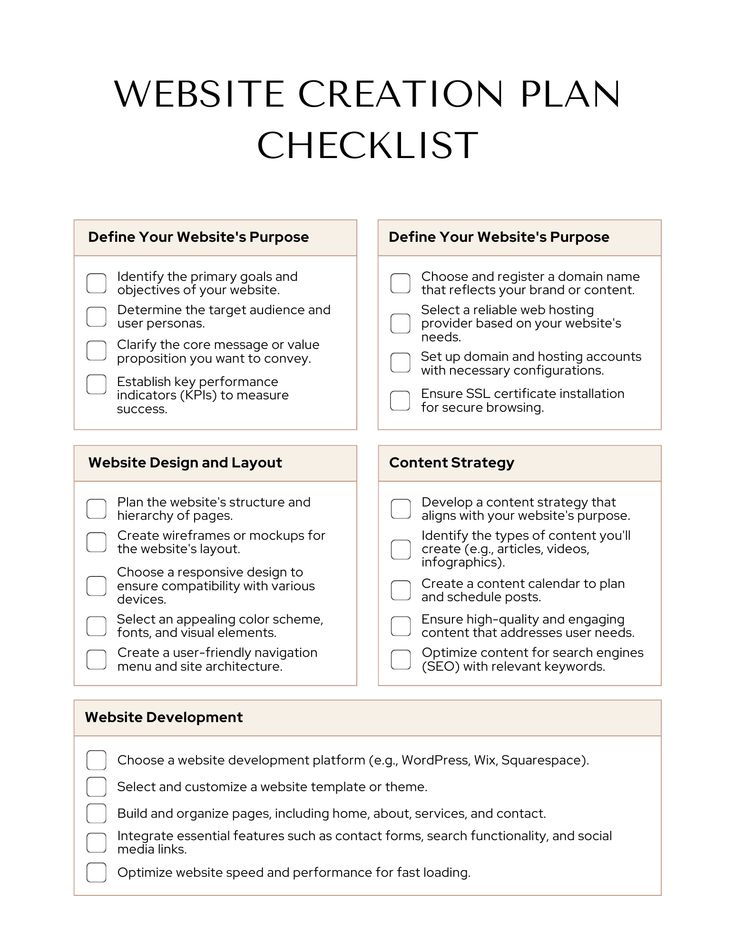 WEBSITE CREATION PLAN
CHECKLIST
Define Your Website's Purpose
Identify the primary goals and
objectives of your website.
Determine the target audience and
user personas.
Clarify the core message or value
proposition you want to convey.
Establish key performance
indicators (KPIs) to measure
success.
Define Your Website's Purpose
Choose and register a domain name
that reflects your brand or content.
Select a reliable web hosting
provider based on your website's
needs.
Set up domain and hosting accounts
with necessary configurations.
Ensure SSL certificate installation
for secure browsing.
Website Design and Layout
Plan the website's structure and
hierarchy of pages.
Create wireframes or mockups for
the website's layout.
Choose a responsive design to
ensure compatibility with various
devices.
Select an appealing color scheme,
fonts, and visual elements.
Create a user-friendly navigation
menu and site architecture.
Content Strategy
Develop a content strategy that
aligns with your website's purpose.
Identify the types of content you'll
create (e.g., articles, videos,
infographics).
Create a content calendar to plan
and schedule posts.
Ensure high-quality and engaging
content that addresses user needs.
Optimize content for search engines
(SEO) with relevant keywords.
Website Development
Choose a website development platform (e.g., WordPress, Wix, Squarespace).
Select and customize a website template or theme.
Build and organize pages, including home, about, services, and contact.
Integrate essential features such as contact forms, search functionality, and social
media links.
Optimize website speed and performance for fast loading.